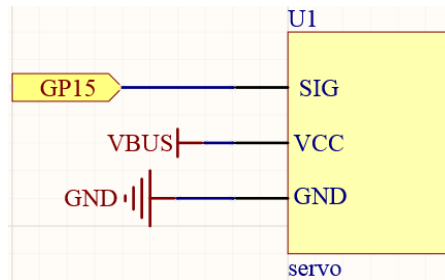 U1
GP15 SIG
VBUS VCC
GND GND
servo